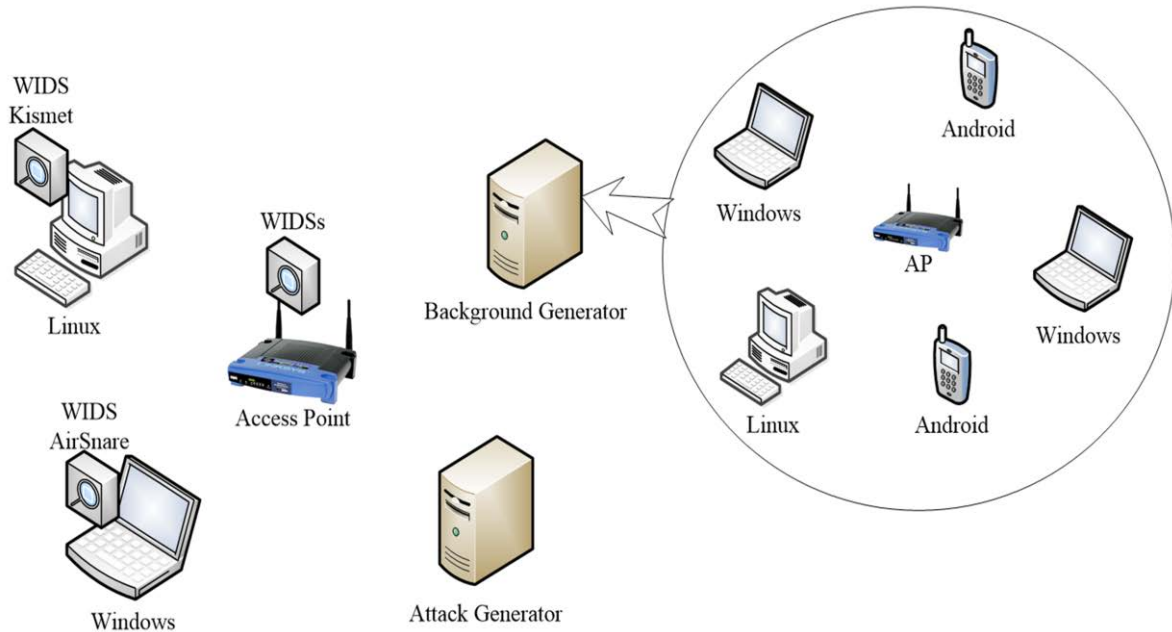 WIDS
Kismet
Linux
WIDSs
Access Point
WIDS
AirSnare
Windows
Background Generator
Attack Generator
Android
Windows
AP
Windows
Linux
Android